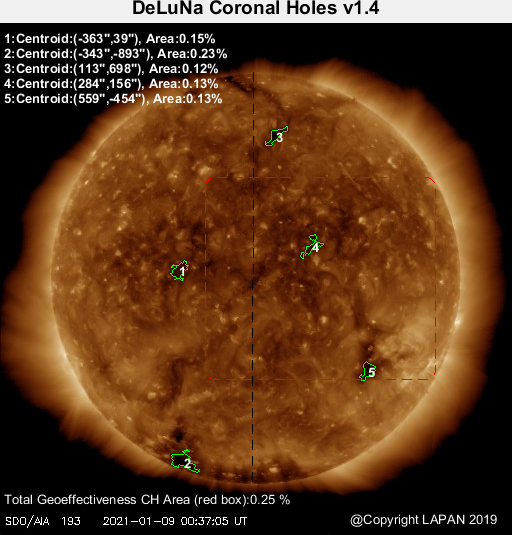 DeLuNa Coronal Holes v1.4
1:Centroid:(-363",39"), Area:0.15%
2:Centroid:(-343",-893"), Area:0.23%
3:Centroid:(113",698"), Area:0.12%
4:Centroid:(284",156"), Area:0.13%
5:Centroid:(559",-454"), Area:0.13%
3
4
1
5
2
Total Geoeffectiveness CH Area (red box):0.25 %
SDO/AIA 193 2021-01-09 00:37:05 UT
@Copyright LAPAN 2019